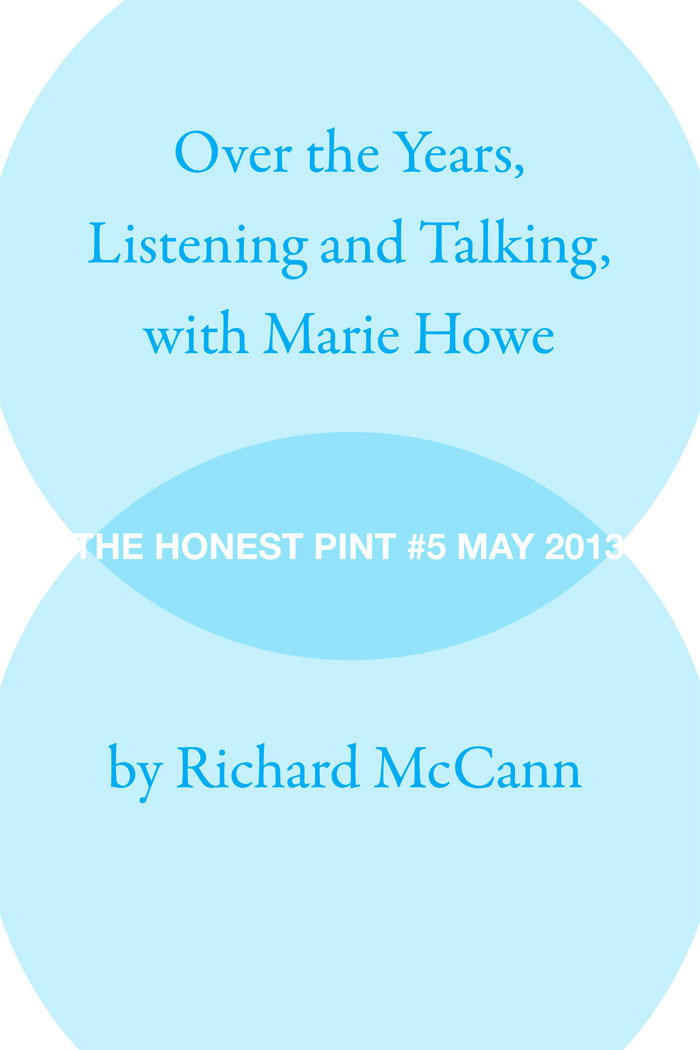 Over the Years,
Listening and Talking,
with Marie Howe
THE HONEST PINT #5 MAY 2013
by Richard McCann